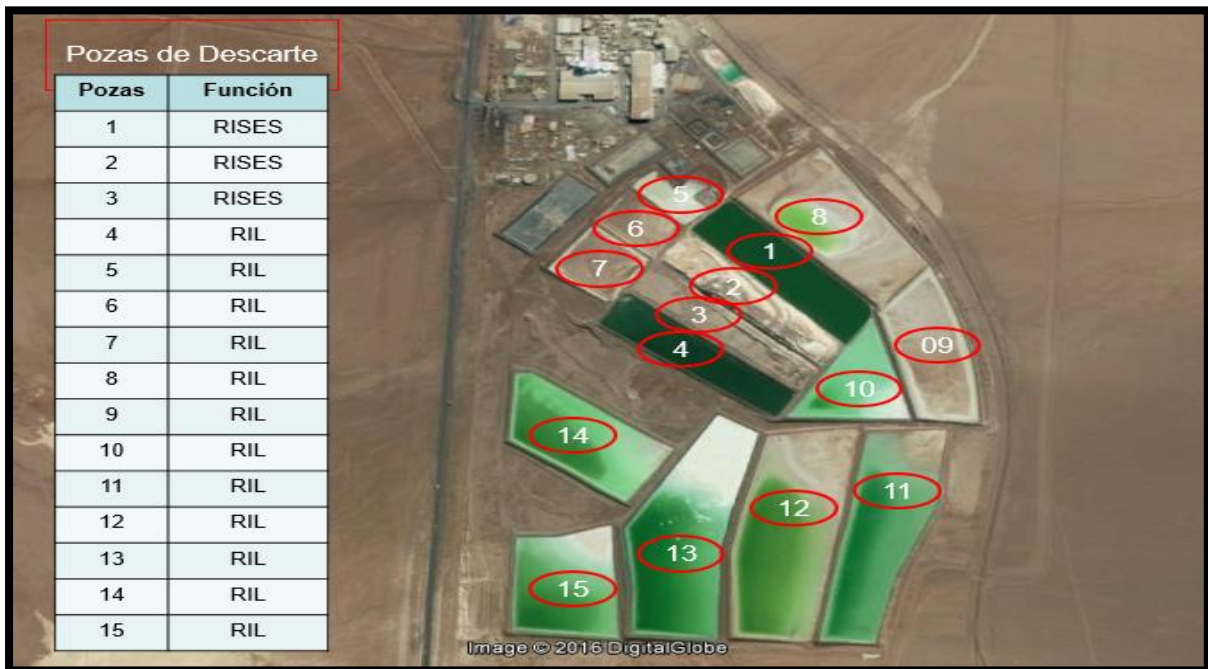 Pozas de Descarte
Pozas Función
1 RISES
2 RISES
3 RISES
4 RIL
5 RIL
6 RIL
7 RIL
8 RIL
9 RIL
10 RIL
11 RIL
12 RIL
13 RIL
14 RIL
15 RIL
5
6
8
1
7
2
3
4
09
10
14
11
12
13
15
Image © 2016 DigitalGlobe